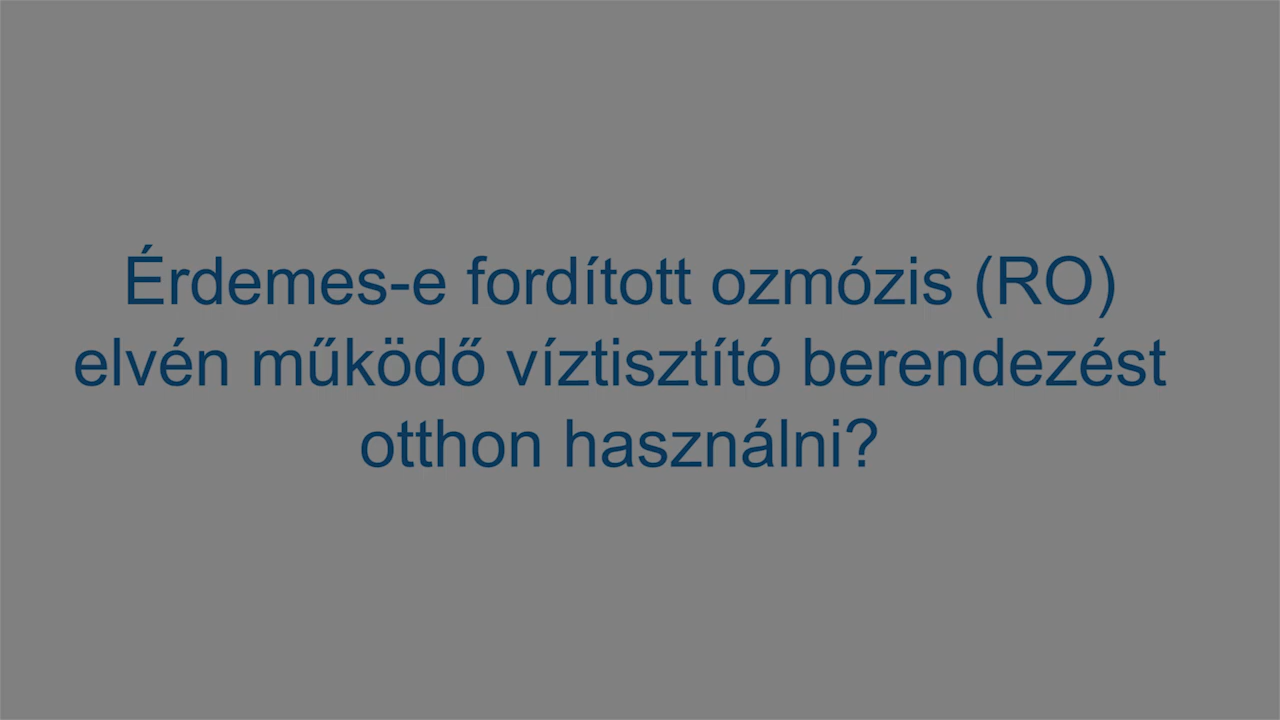 Érdemes-e fordított ozmózis (RO)
elvén működő víztisztító berendezést
otthon használni?